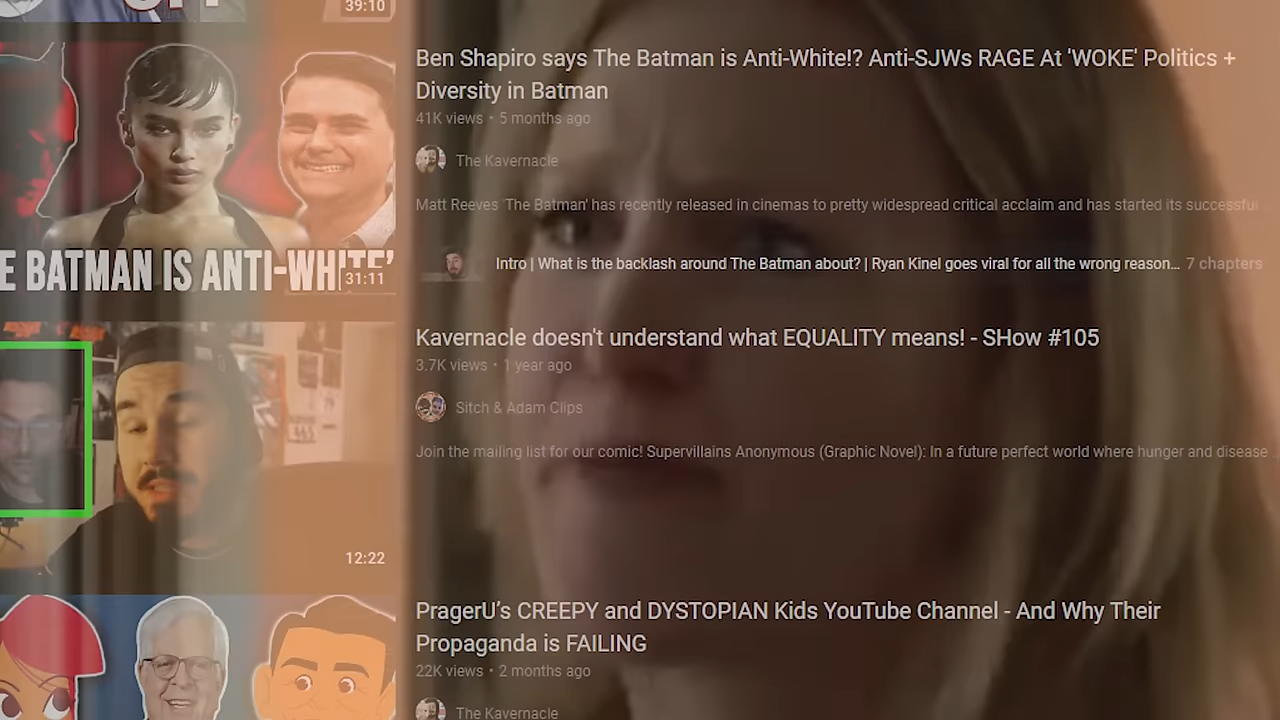 39:10
Ben Shapiro says The Batman is Anti-White!? Anti-SJWs RAGE At 'WOKE' Politics +
Diversity in Batman
41K views • 5 months ago
The Kavernacle
Matt Reeves 'The Batman' has recently released in cinemas to pretty widespread critical acclaim and has started its successful
E BATMAN IS ANTI-WHITE'
31:11
Intro | What is the backlash around The Batman about? | Ryan Kinel goes viral for all the wrong reason... 7 chapters
Kavernacle doesn't understand what EQUALITY means! - SHow #105
3.7K views • 1 year ago
Sitch & Adam Clips
Join the mailing list for our comic! Supervillains Anonymous (Graphic Novel): In a future perfect world where hunger and disease
12:22
PragerU's CREEPY and DYSTOPIAN Kids YouTube Channel - And Why Their
Propaganda is FAILING
22K views • 2 months ago
The Kavernacle